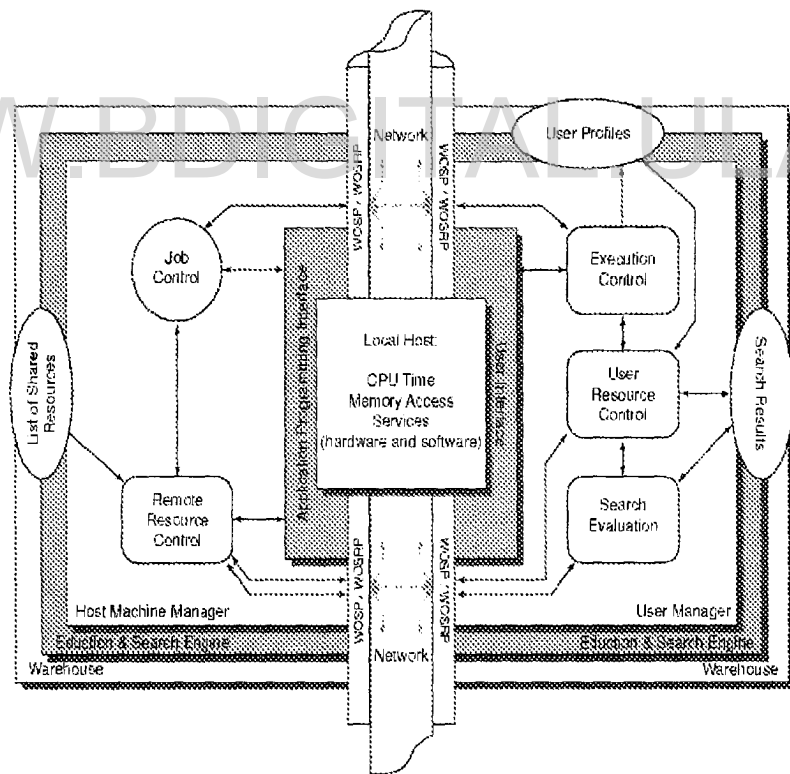 W.BDIGITAL.ULA
Network
WOSP / WOSRP
WOSP / WOSRP
User Profiles
Job
Control
Execution
Control
Application Programming Interface
User Interface
Local Host:
CPU Time
Memory Access
Services
(hardware and software)
List of Shared
Resources
User
Resource
Control
Search Results
Remote
Resource
Control
Search
Evaluation
WOSP / WOSRP
WOSP / WOSRP
Host Machine Manager
User Manager
Eduction & Search Engine
Eduction & Search Engine
Network
Warehouse
Warehouse